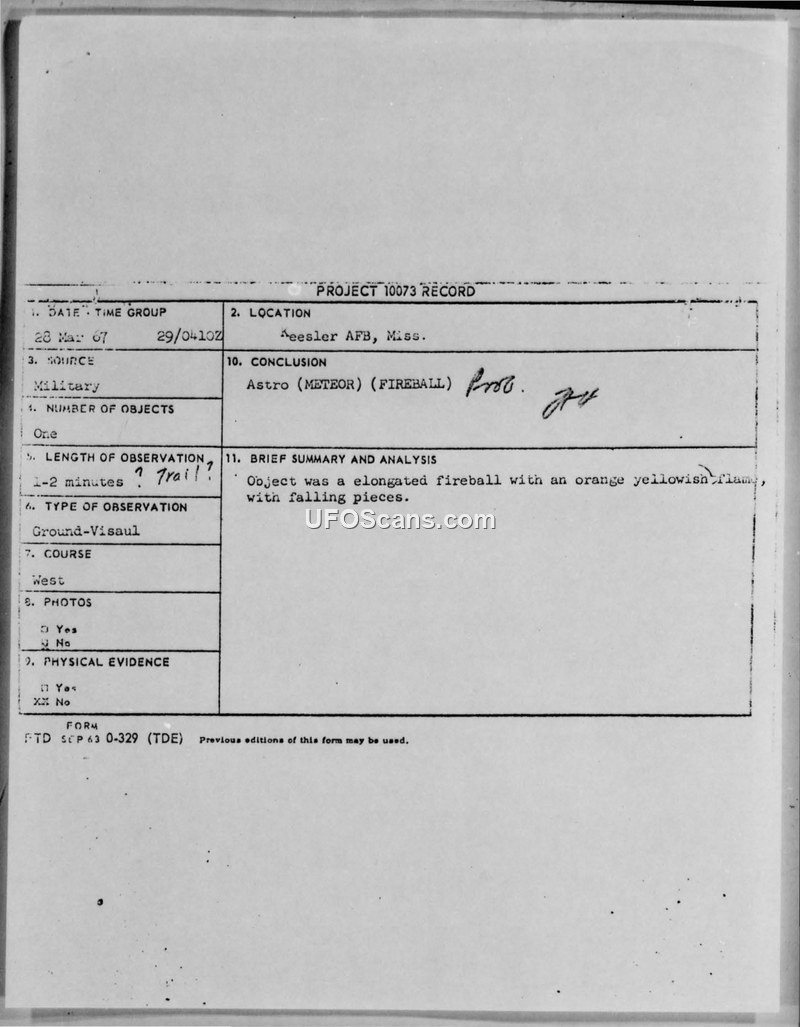 PROJECT 10073 RECORD
1. DATE - TIME GROUP
28 Mar 67 29/0410Z
2. LOCATION
Keesler AFB, Miss.
3. SOURCE
Military
10. CONCLUSION
Astro (METEOR) (FIREBALL) Prob.
4. NUMBER OF OBJECTS
One
5. LENGTH OF OBSERVATION
1-2 minutes ? Trail?
11. BRIEF SUMMARY AND ANALYSIS
Object was a elongated fireball with an orange yellowish flame,
with falling pieces.
6. TYPE OF OBSERVATION
Ground-Visaul
7. COURSE
West
8. PHOTOS
Yes
No
9. PHYSICAL EVIDENCE
Yes
XX No
FORM
FTD SEP 63 0-329 (TDE) Previous editions of this form may be used.
UFOScans.com